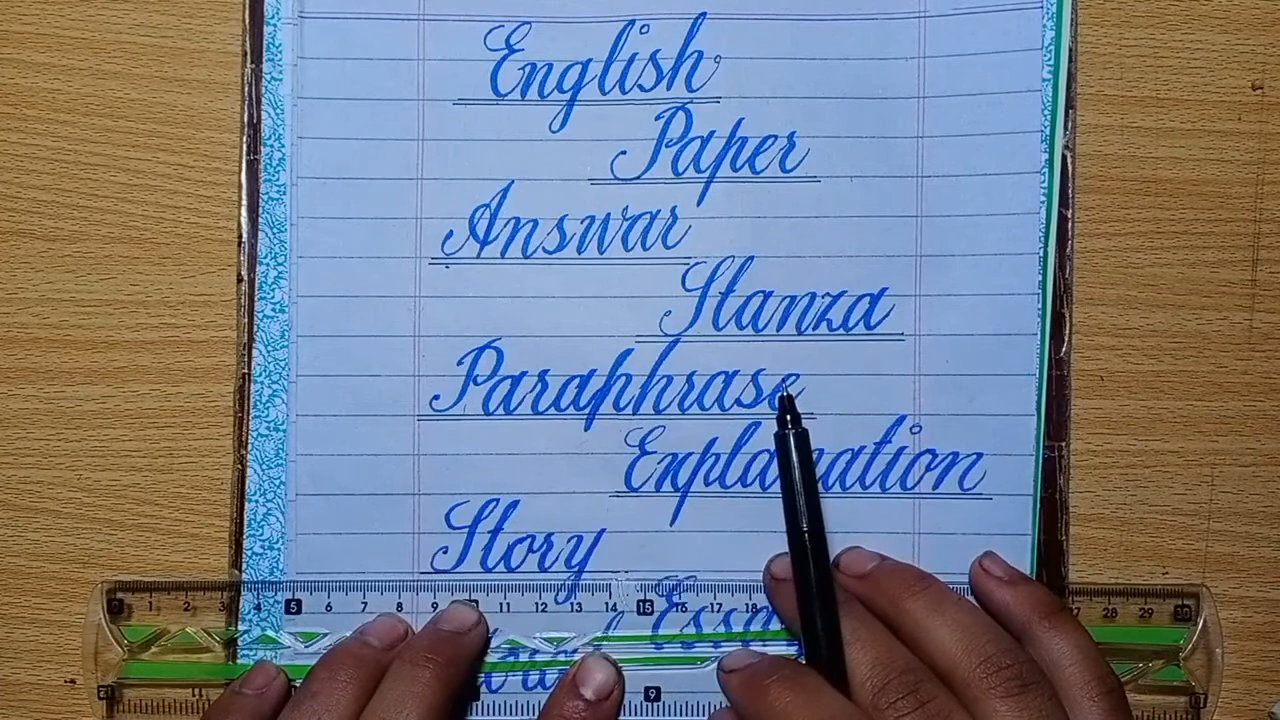 English
Paper
Answar
Stanza
Paraphrase
Explanation
Story